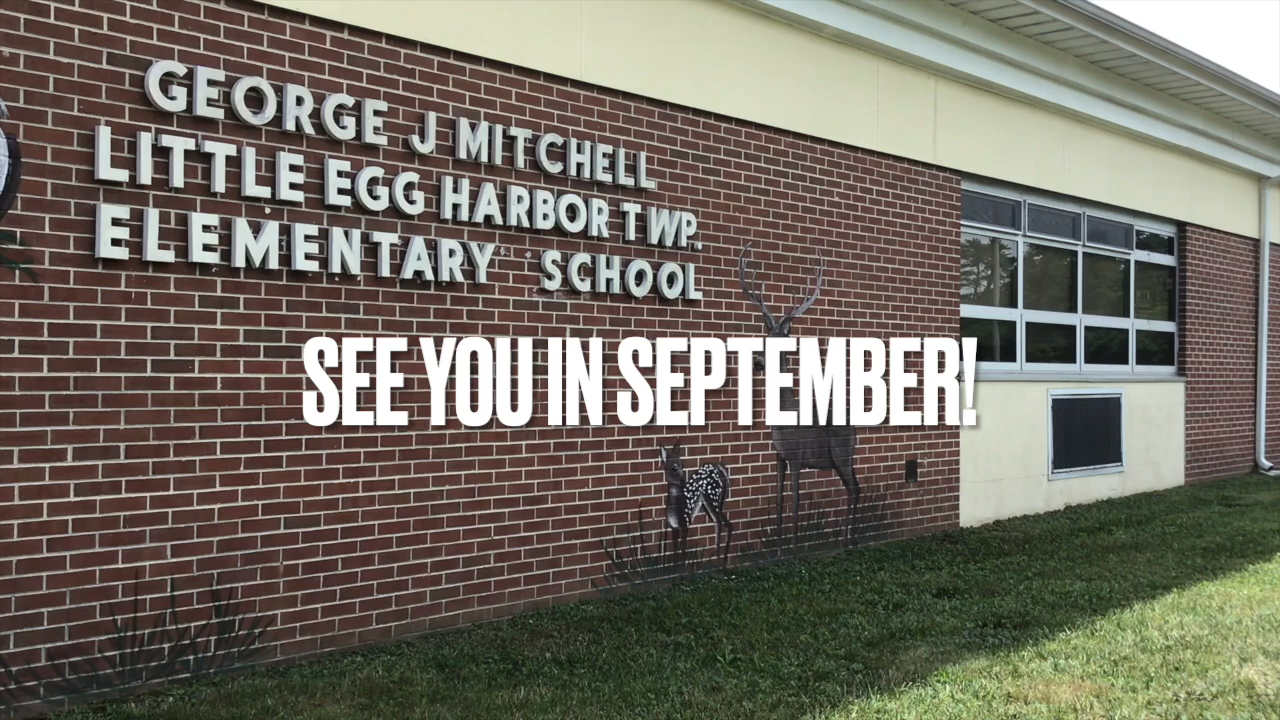 GEORGE J MITCHELL
LITTLE EGG HARBOR TWP.
ELEMENTARY SCHOOL
SEE YOU IN SEPTEMBER!